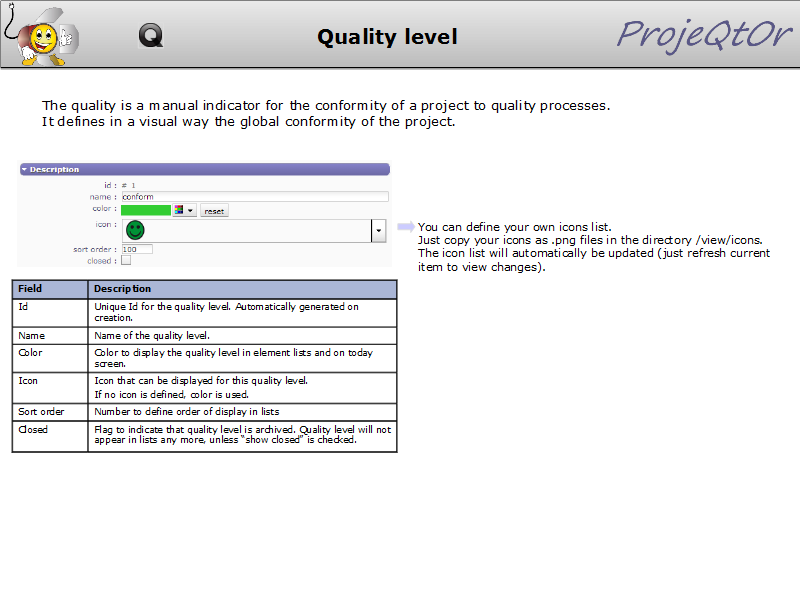 Q
Quality level
ProjeQtOr
The quality is a manual indicator for the conformity of a project to quality processes.
It defines in a visual way the global conformity of the project.
Description
id : # 1
name : conform
color : reset
icon :
sort order : 100
closed :
You can define your own icons list.
Just copy your icons as .png files in the directory /view/icons.
The icon list will automatically be updated (just refresh current
item to view changes).
Field Description
Id Unique Id for the quality level. Automatically generated on
creation.
Name Name of the quality level.
Color Color to display the quality level in element lists and on today
screen.
Icon Icon that can be displayed for this quality level.
If no icon is defined, color is used.
Sort order Number to define order of display in lists
Closed Flag to indicate that quality level is archived. Quality level will not
appear in lists any more, unless “show closed” is checked.